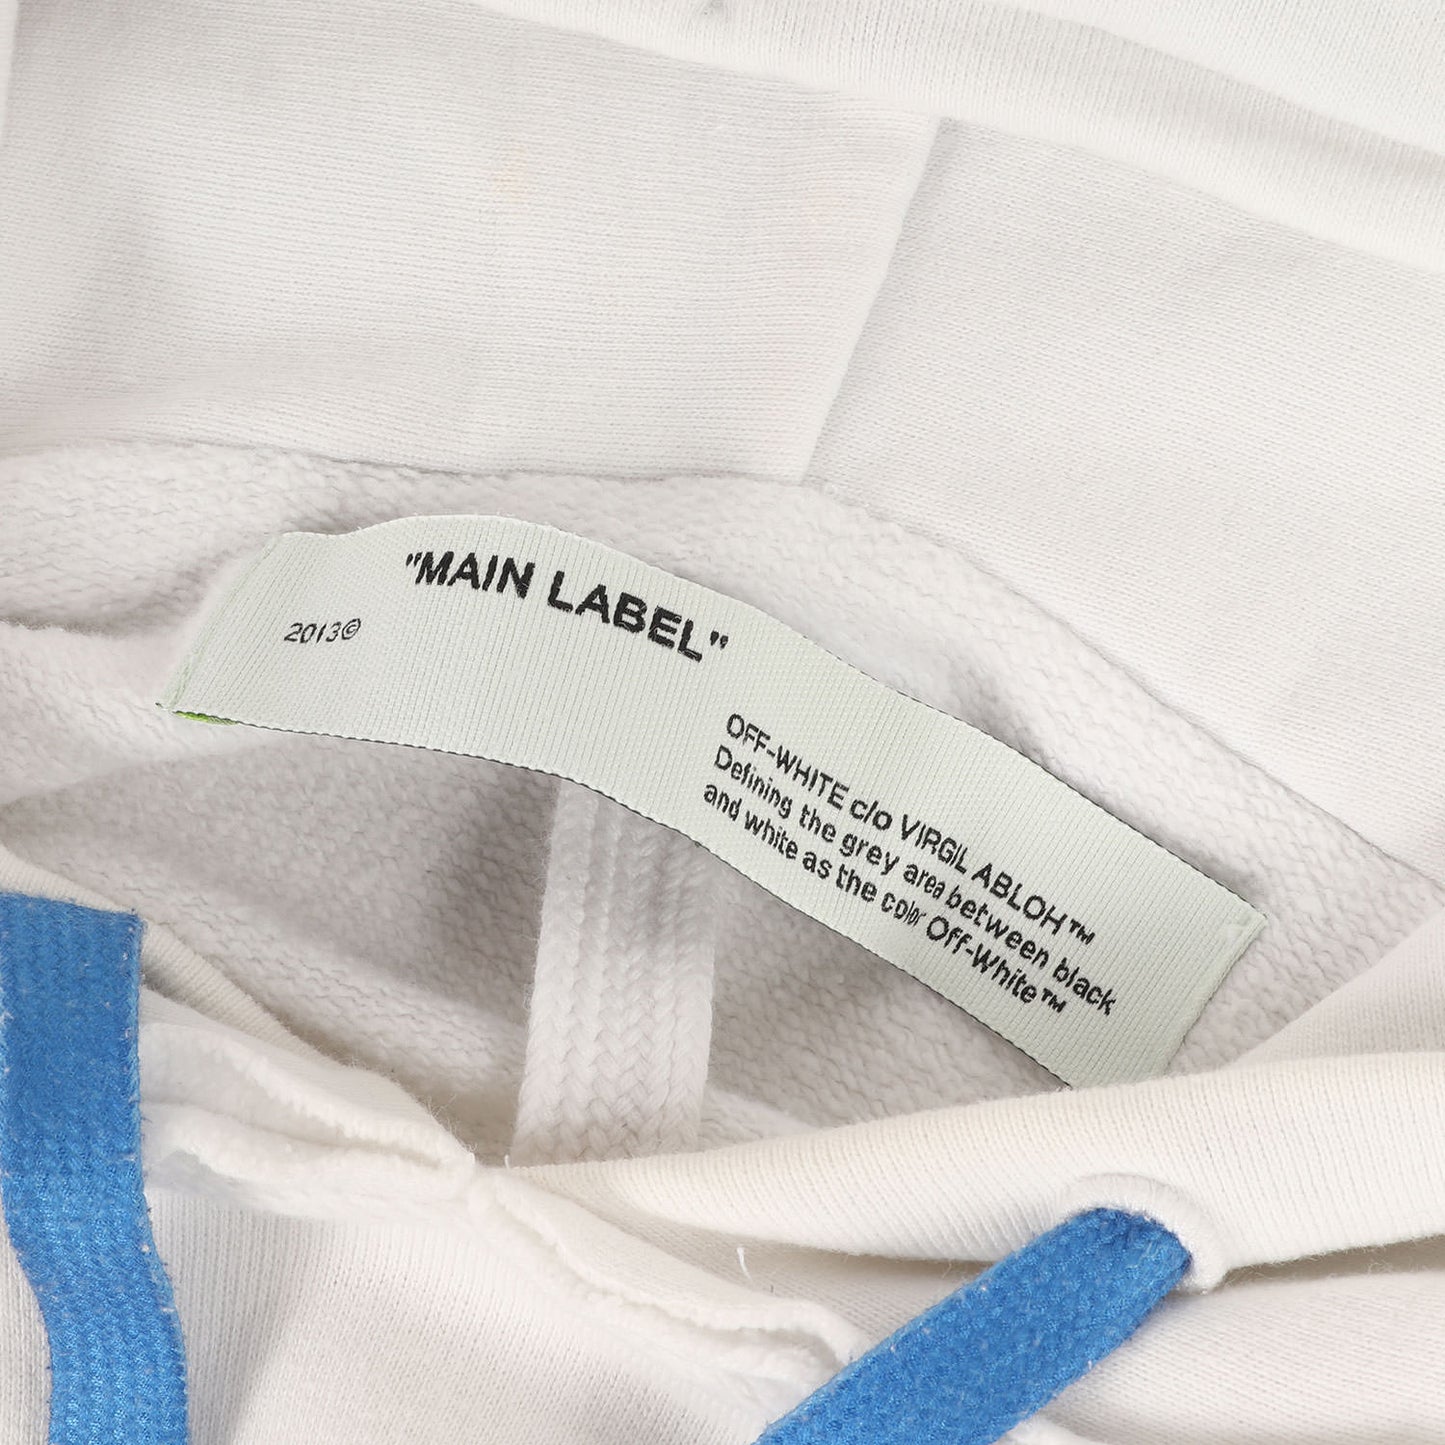 "MAIN LABEL"
2013©
OFF-WHITE c/o VIRGIL ABLOH™
Defining the grey area between black
and white as the color Off-White™